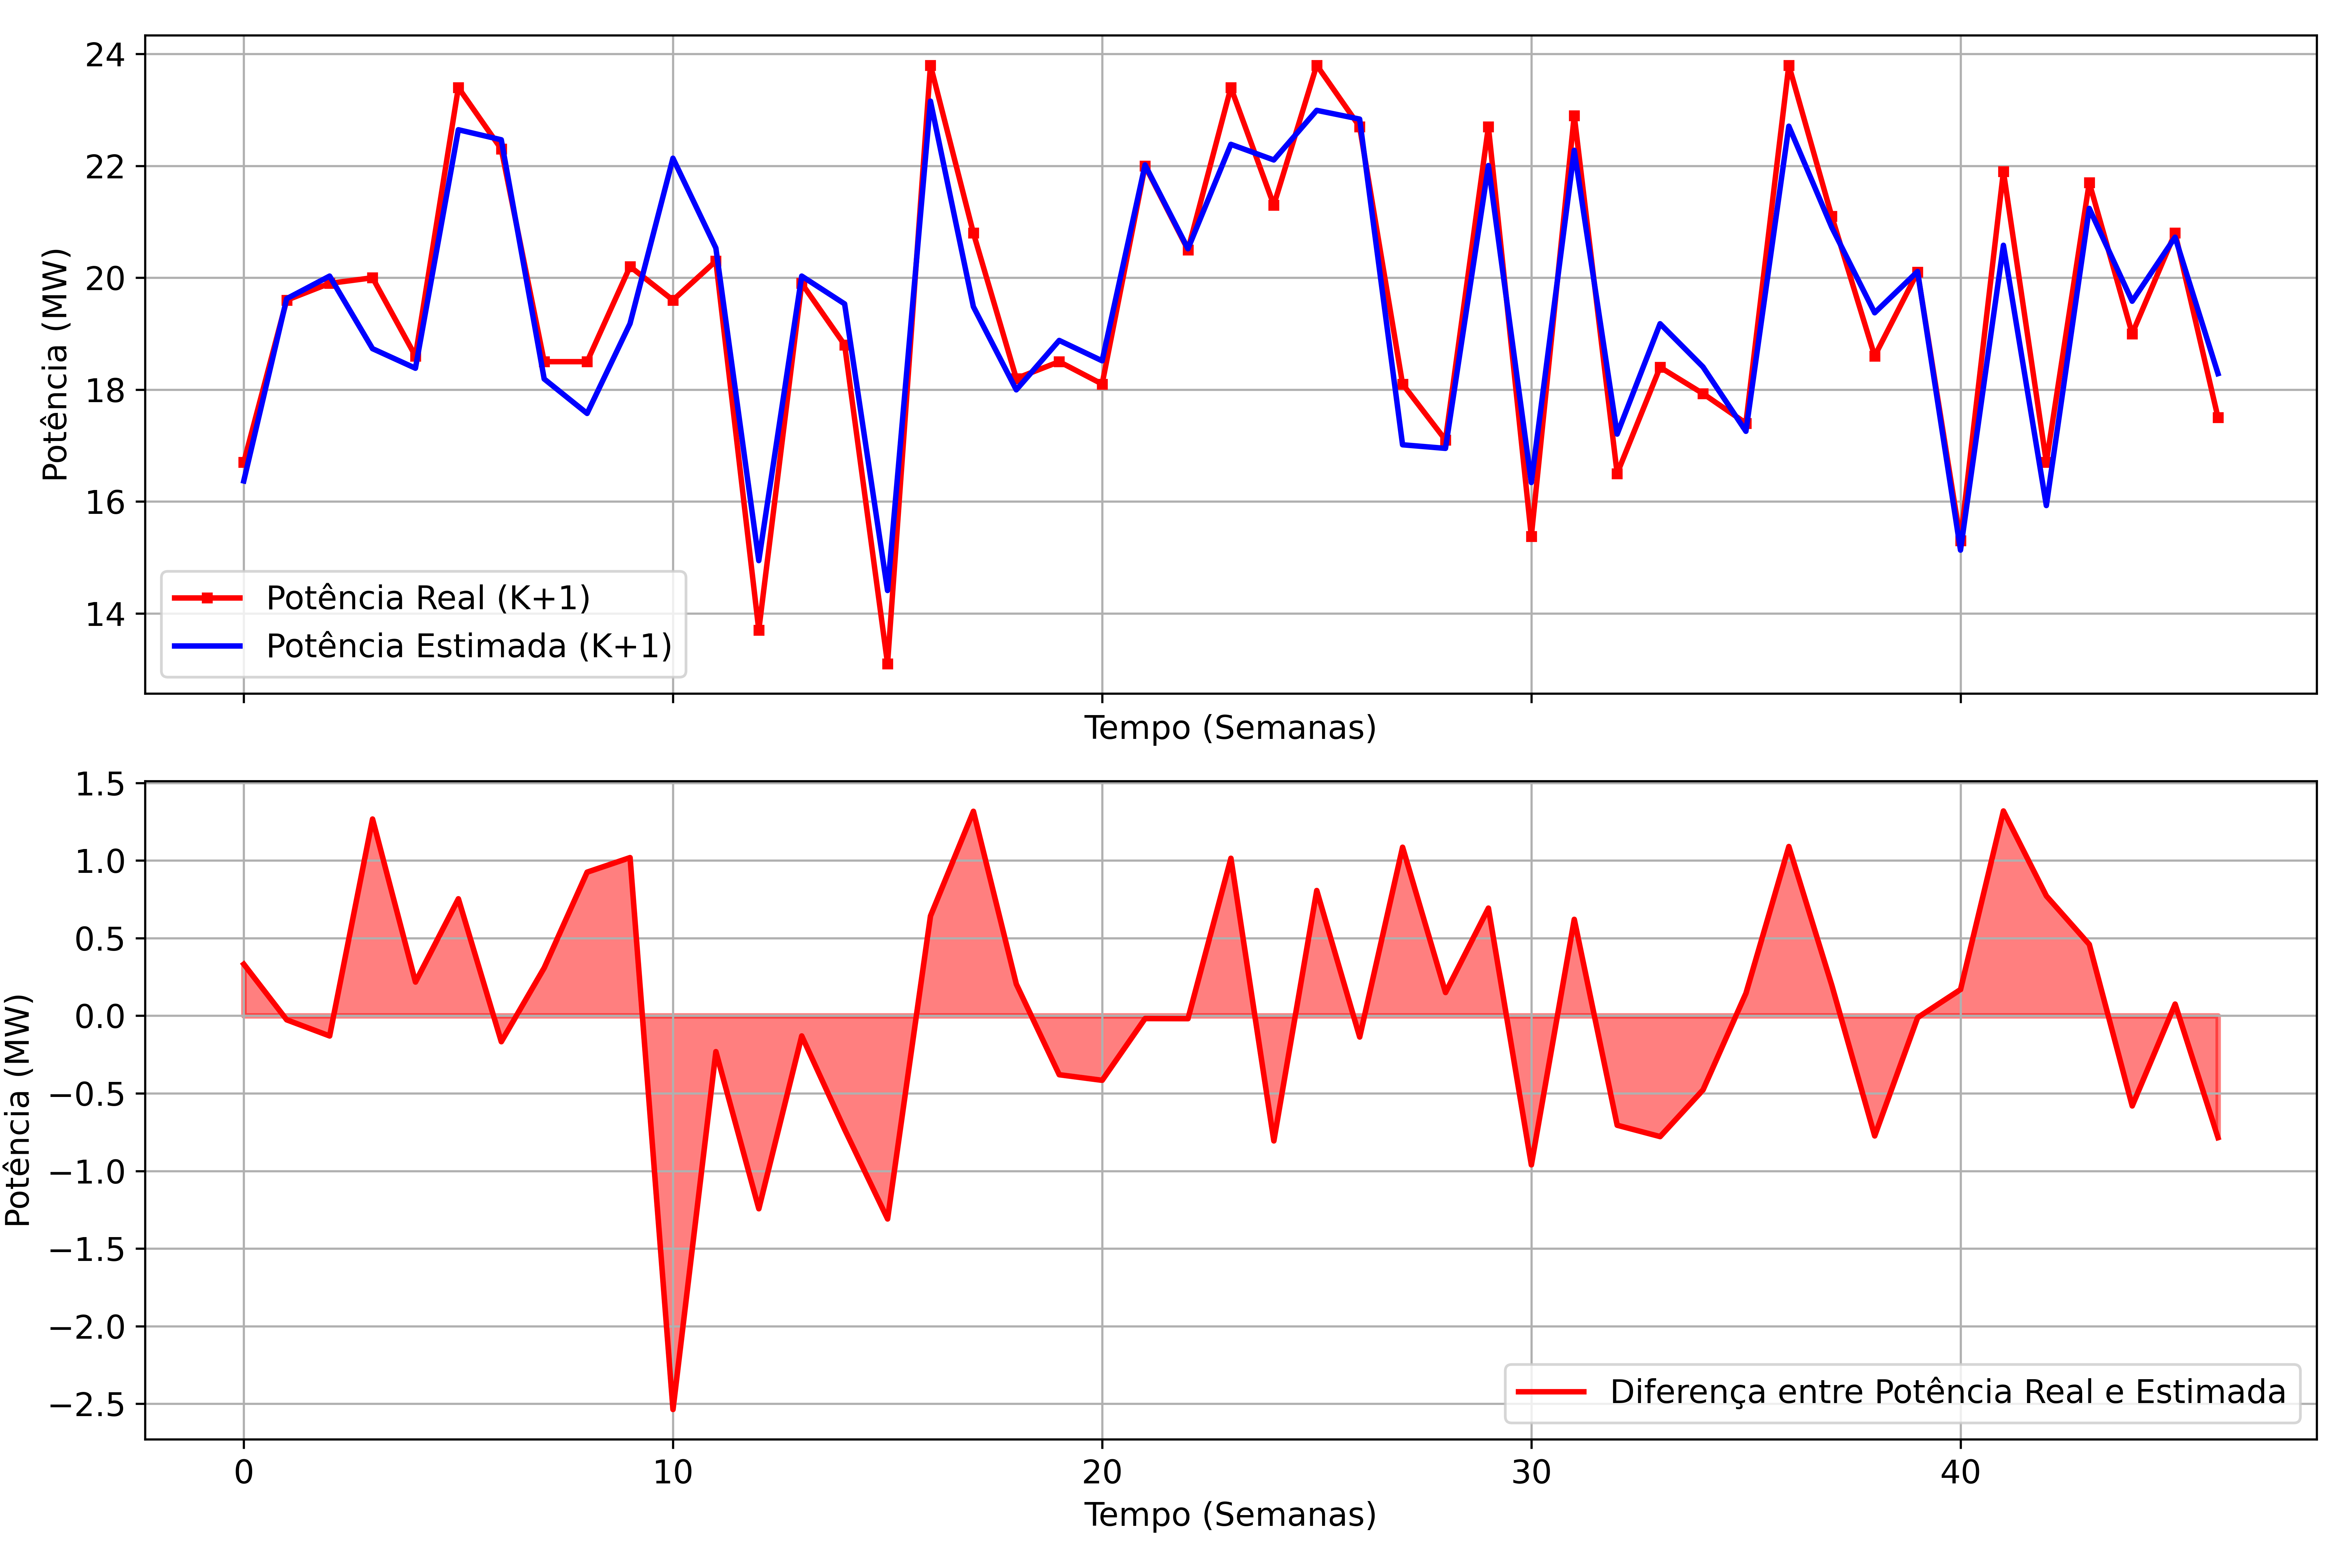 24
22
20
18
16
14
Potência (MW)
Potência Real (K+1)
Potência Estimada (K+1)
Tempo (Semanas)
1.5
1.0
0.5
0.0
−0.5
−1.0
−1.5
−2.0
−2.5
Potência (MW)
Diferença entre Potência Real e Estimada
0 10 20 30 40
Tempo (Semanas)